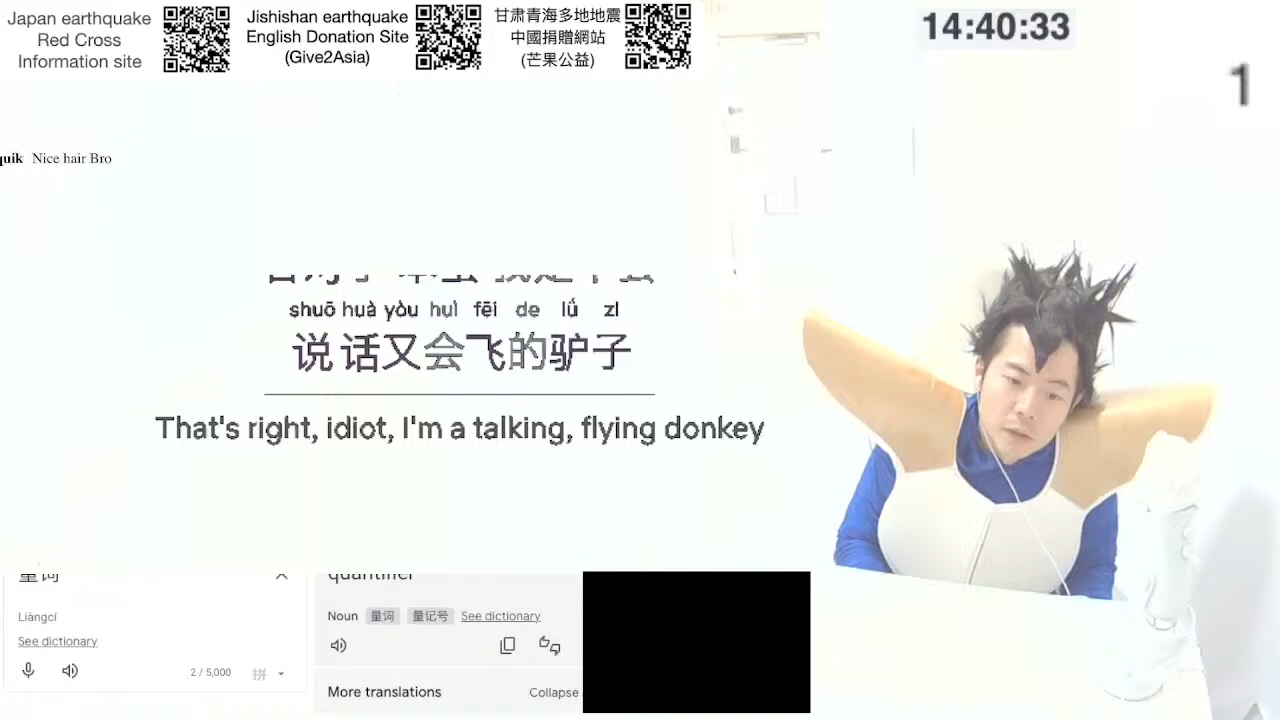 Japan earthquake
Red Cross
Information site
Jishishan earthquake
English Donation Site
(Give2Asia)
甘肅青海多地地震
中國捐贈網站
(芒果公益)
14:40:33
1
quik Nice hair Bro
shuō huà yòu huì fēi de lǘ zI
说话又会飞的驴子
That's right, idiot, I'm a talking, flying donkey
量词
Liàngcí
See dictionary
2 / 5,000
拼
quantifier
Noun 量词 量记号 See dictionary
More translations
Collapse